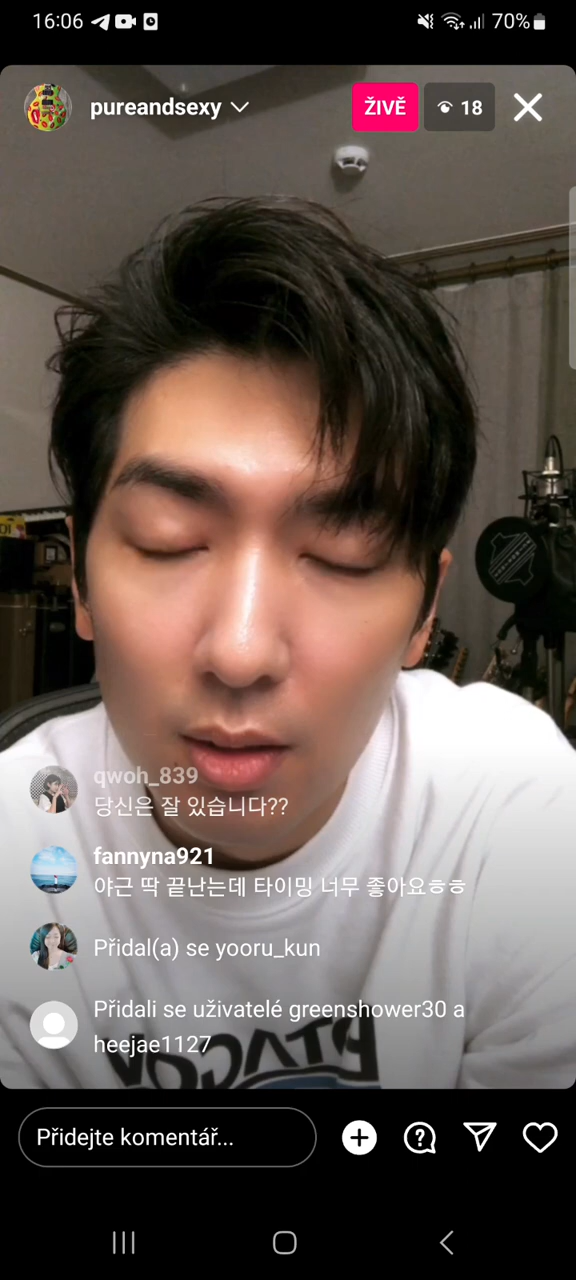 16:06
70%
pureandsexy
ŽIVĚ
18
qwoh_839
당신은 잘 있습니다??
fannyna921
야근 딱 끝난는데 타이밍 너무 좋아요ㅎㅎ
Přidal(a) se yooru_kun
Přidali se uživatelé greenshower30 a
heejae1127
Přidejte komentář...